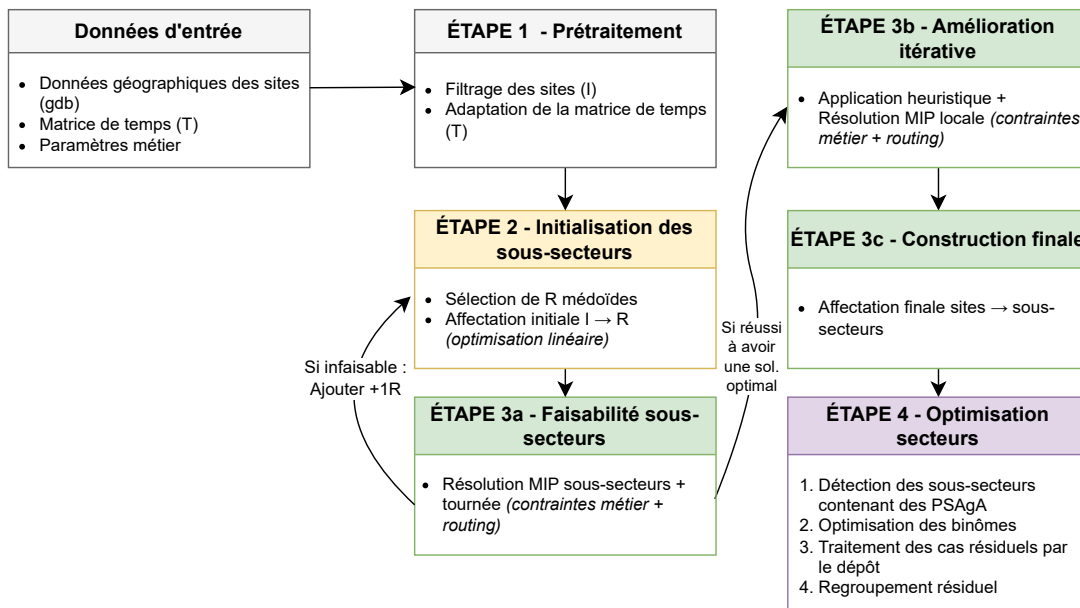 Données d'entrée
• Données géographiques des sites
(gdb)
• Matrice de temps (T)
• Paramètres métier
ÉTAPE 1 - Prétraitement
• Filtrage des sites (I)
• Adaptation de la matrice de temps
(T)
ÉTAPE 2 - Initialisation des
sous-secteurs
• Sélection de R médoïdes
• Affectation initiale I → R
(optimisation linéaire)
Si infaisable :
Ajouter +1R
ÉTAPE 3a - Faisabilité sous-
secteurs
• Résolution MIP sous-secteurs +
tournée (contraintes métier +
routing)
Si réussi
à avoir
une sol.
optimal
ÉTAPE 3b - Amélioration
itérative
• Application heuristique +
Résolution MIP locale (contraintes
métier + routing)
ÉTAPE 3c - Construction finale
• Affectation finale sites → sous-
secteurs
ÉTAPE 4 - Optimisation
secteurs
1. Détection des sous-secteurs
contenant des PSAgA
2. Optimisation des binômes
3. Traitement des cas résiduels par
le dépôt
4. Regroupement résiduel